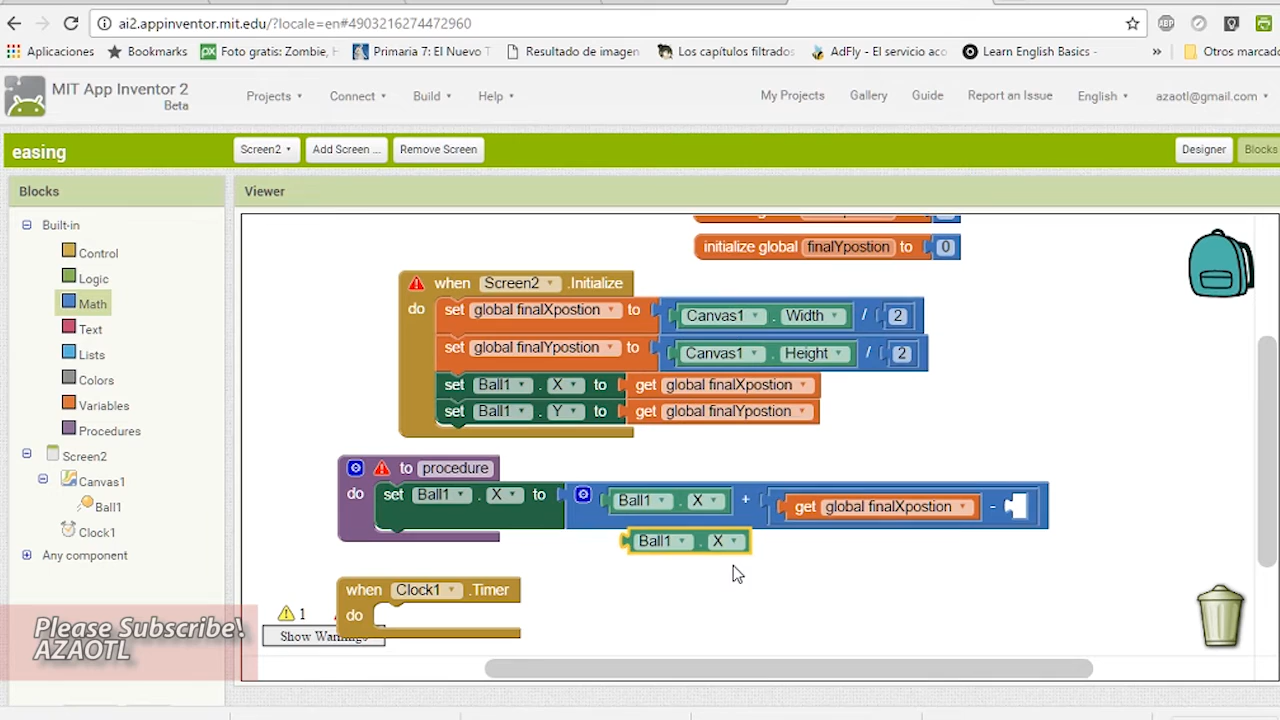 ai2.appinventor.mit.edu/?locale=en#4903216274472960
Aplicaciones Bookmarks Foto gratis: Zombie, Primaria 7: El Nuevo T Resultado de imagen Los capítulos filtrados AdFly - El servicio ac Learn English Basics - » Otros marcad
MIT App Inventor 2
Beta
Projects Connect Build Help My Projects Gallery Guide Report an Issue English azaotl@gmail.com
easing Screen2 Add Screen ... Remove Screen Designer Blocks
Blocks Viewer
Built-in
Control
Logic
Math
Text
Lists
Colors
Variables
Procedures
Screen2
Canvas1
Ball1
Clock1
Any component
initialize global finalYpostion to 0
when Screen2 .Initialize
do set global finalXpostion to Canvas1 . Width / 2
set global finalYpostion to Canvas1 . Height / 2
set Ball1 . X to get global finalXpostion
set Ball1 . Y to get global finalYpostion
to procedure
do set Ball1 . X to Ball1 . X + get global finalXpostion -
Ball1 . X
when Clock1 .Timer
do
1
Show Warnings
Please Subscribe!
AZAOTL